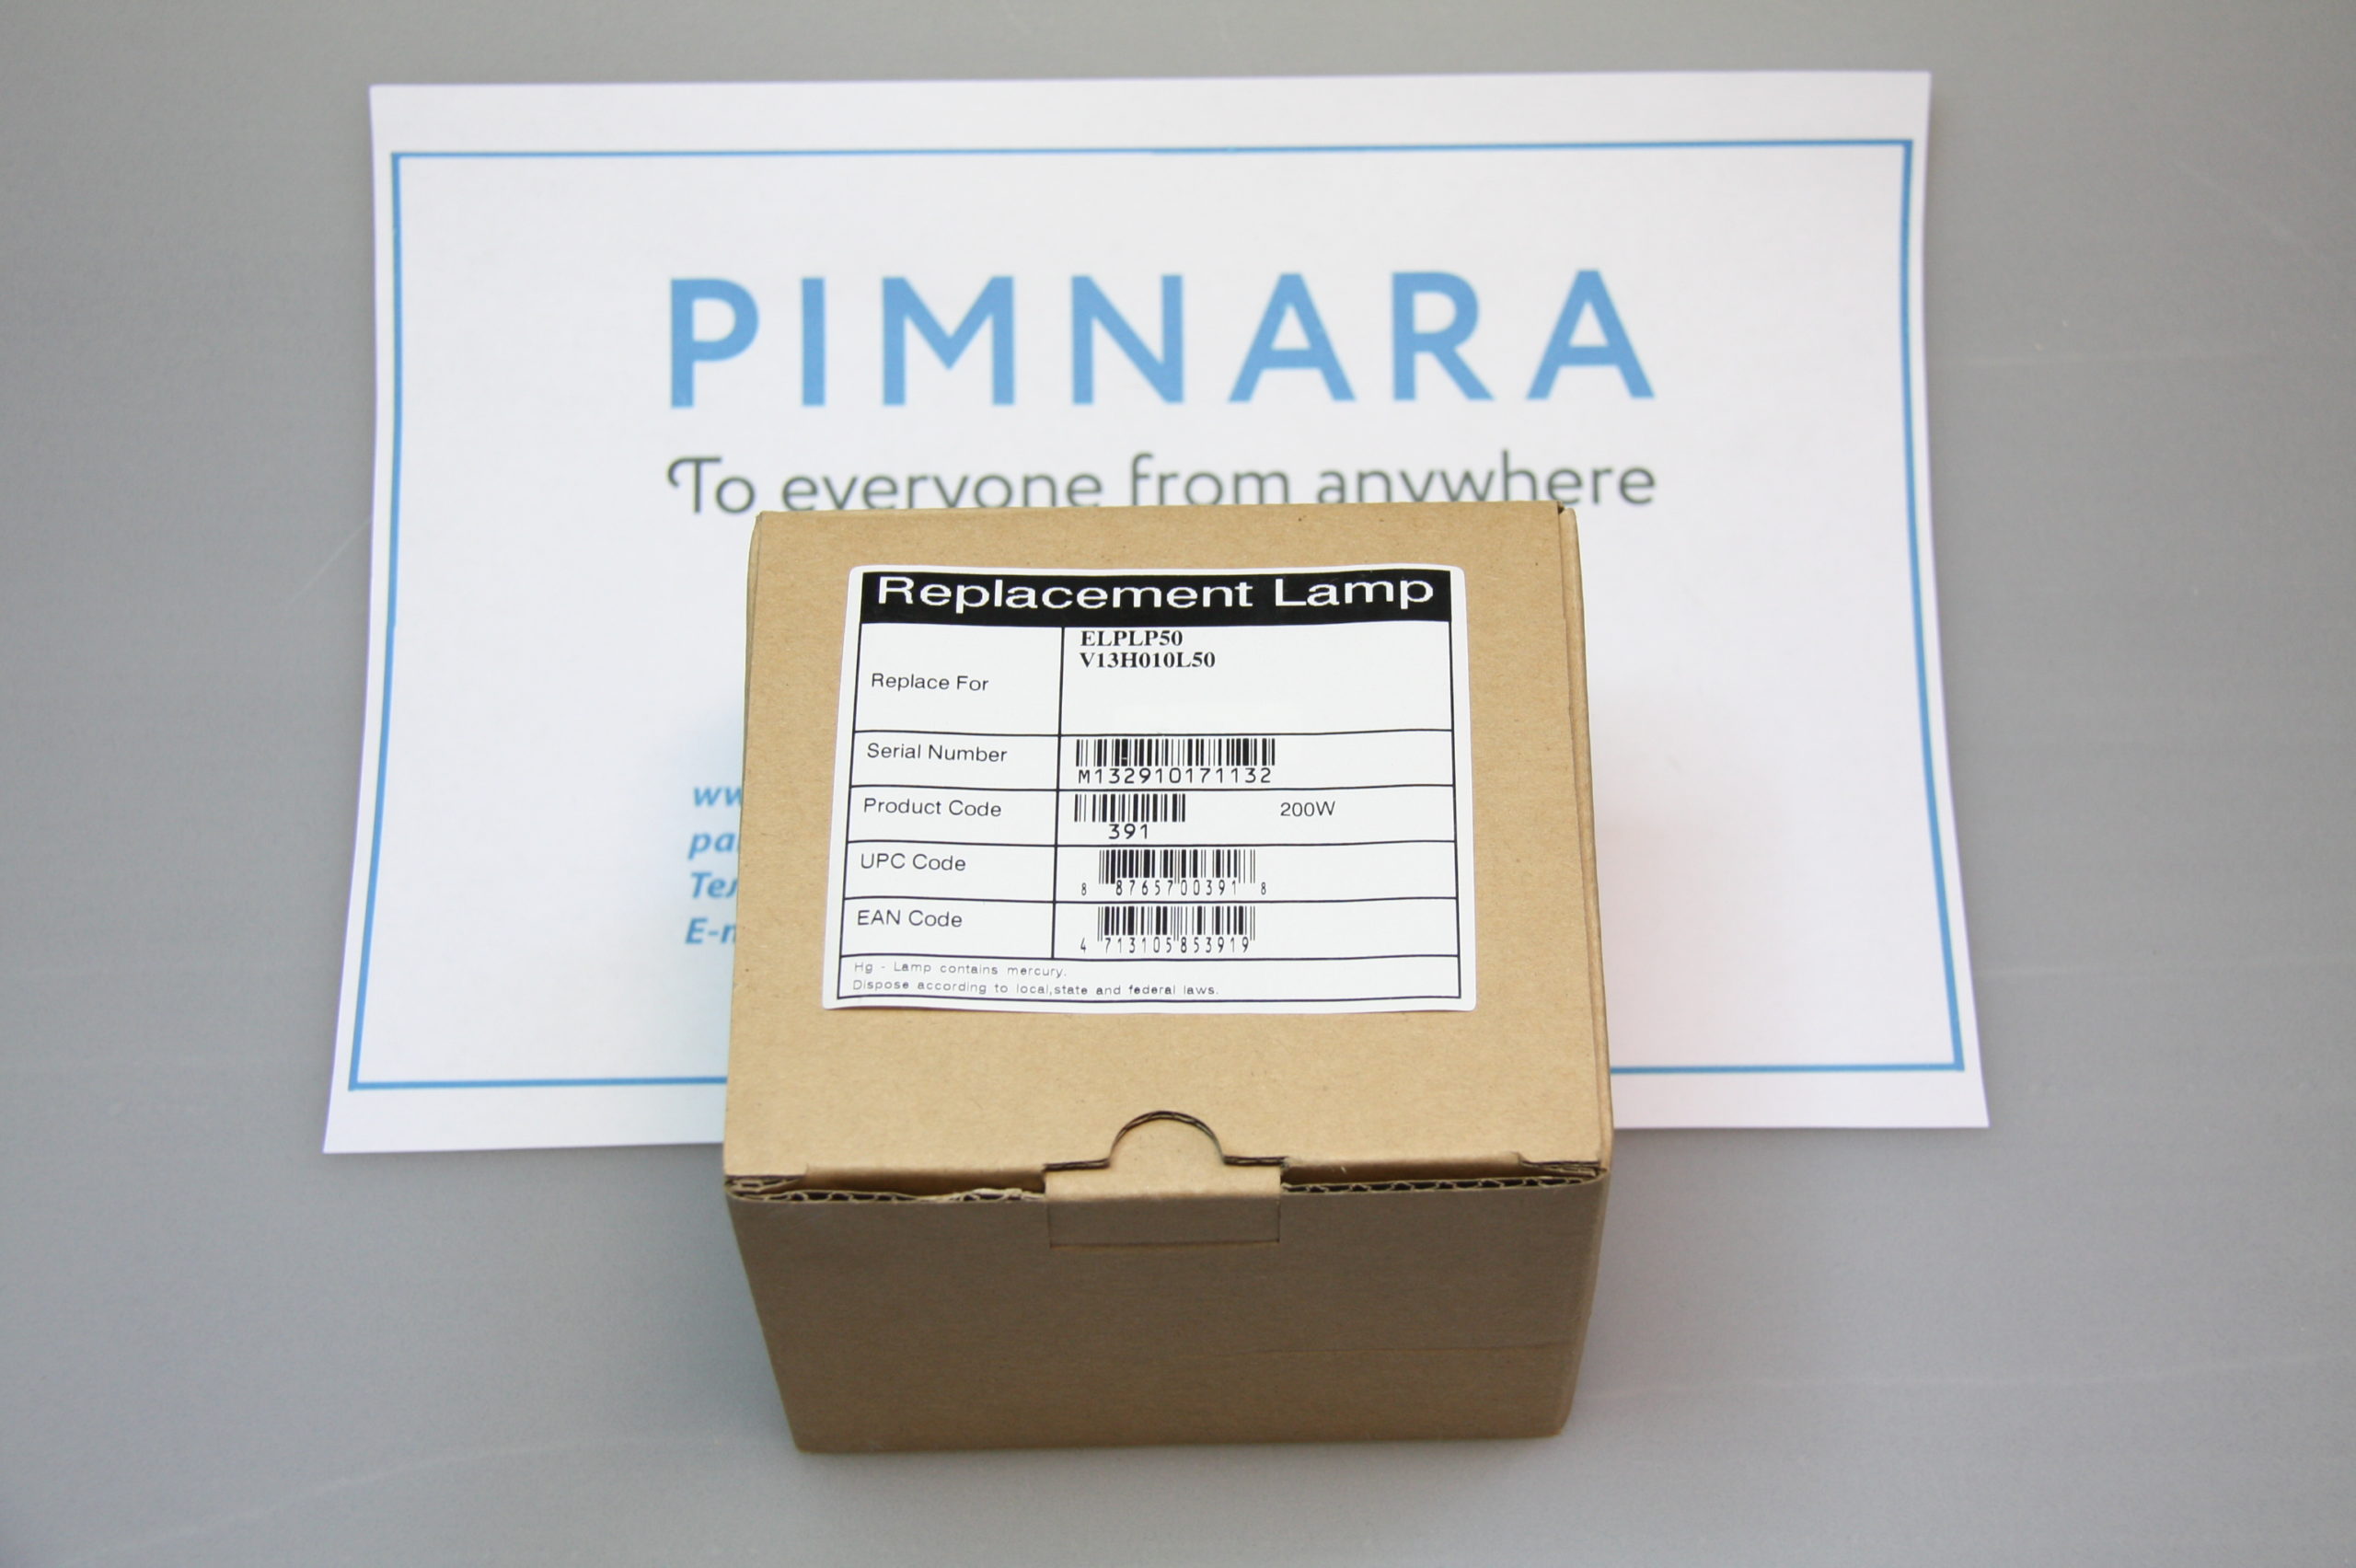 PIMNARA
To everyone from anywhere
Replacement Lamp
Replace For
ELPLP50
V13H010L50
Serial Number
M132910171132
Product Code
391
200W
UPC Code
8 87657 00391 8
EAN Code
4 713105 853919
Hg - Lamp contains mercury.
Dispose according to local,state and federal laws.